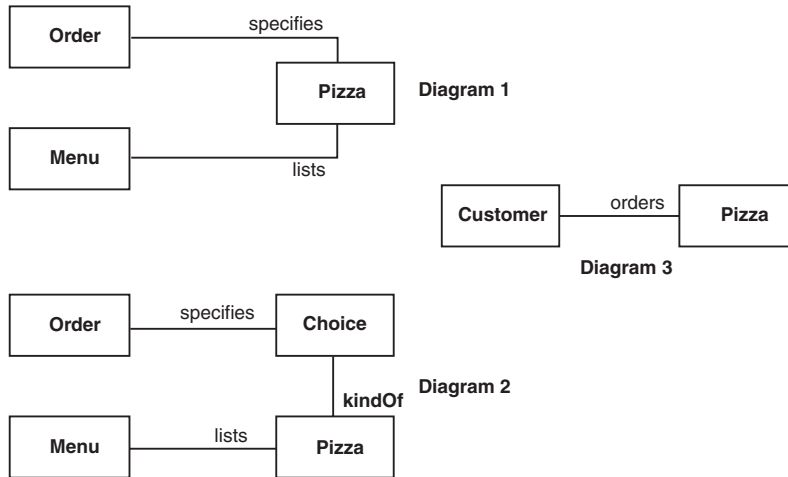 Order
specifies
Pizza
Diagram 1
Menu
lists
Customer
orders
Pizza
Diagram 3
Order
specifies
Choice
kindOf
Diagram 2
Menu
lists
Pizza